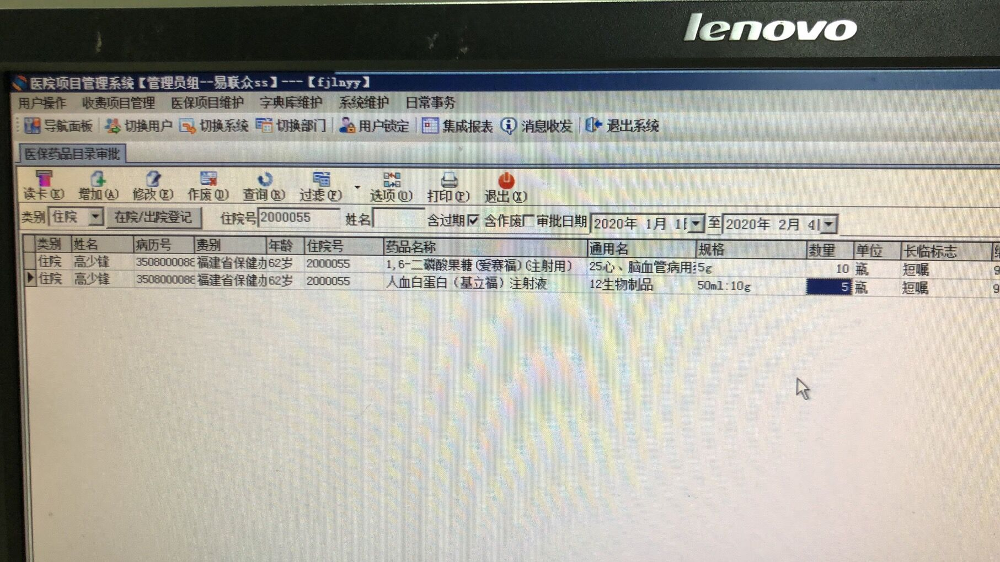 lenovo
医院项目管理系统【管理员组--易联众ss】---【fjlnyy】
用户操作 收费项目管理 医保项目维护 字典库维护 系统维护 日常事务
导航面板 切换用户 切换系统 切换部门 用户锁定 集成报表 消息收发 退出系统
医保药品目录审批
读卡(K) 增加(A) 修改(E) 作废(D) 查询(R) 过滤(F) 选项(O) 打印(P) 退出(X)
类别 住院 在院/出院登记 住院号 2000055 姓名 含过期 含作废 审批日期 2020年 1月 1日 至 2020年 2月 4
类别 姓名 病历号 费别 年龄 住院号 药品名称 通用名 规格 数量 单位 长临标志
住院 高少锋 350800008 福建省保健办 62岁 2000055 1,6-二磷酸果糖(爱赛福)(注射用) 25心、脑血管病用 5g 10 瓶 短嘱 9
住院 高少锋 350800008 福建省保健办 62岁 2000055 人血白蛋白（基立福）注射液 12生物制品 50ml:10g 5 瓶 短嘱 9